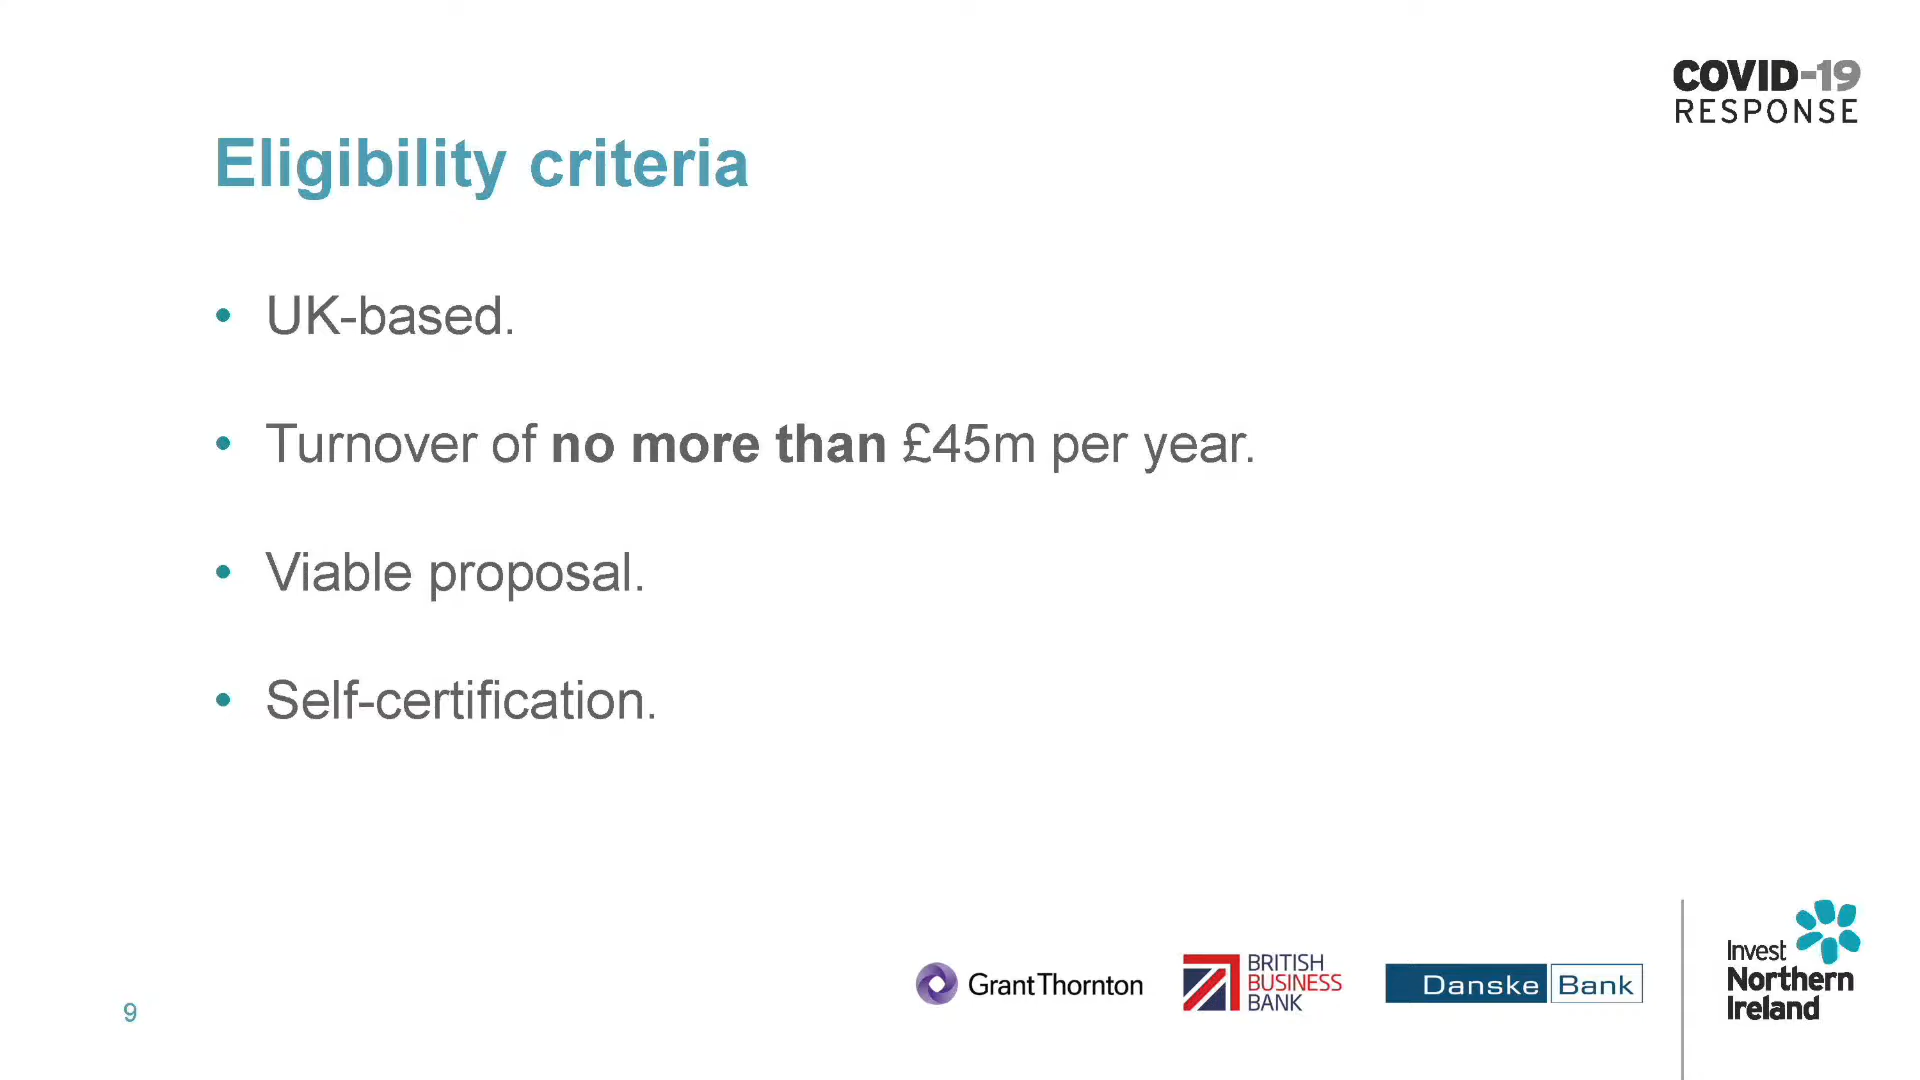 COVID-19
RESPONSE
Eligibility criteria
• UK-based.
• Turnover of no more than £45m per year.
• Viable proposal.
• Self-certification.
9
Grant Thornton
BRITISH
BUSINESS
BANK
Danske Bank
Invest
Northern
Ireland